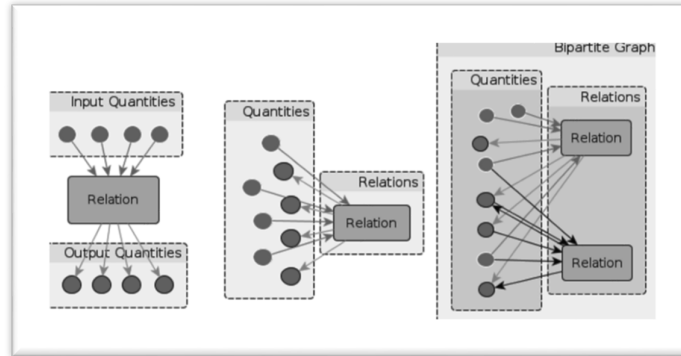 Input Quantities
Relation
Output Quantities
Quantities
Relations
Relation
Bipartite Graph
Quantities
Relations
Relation
Relation